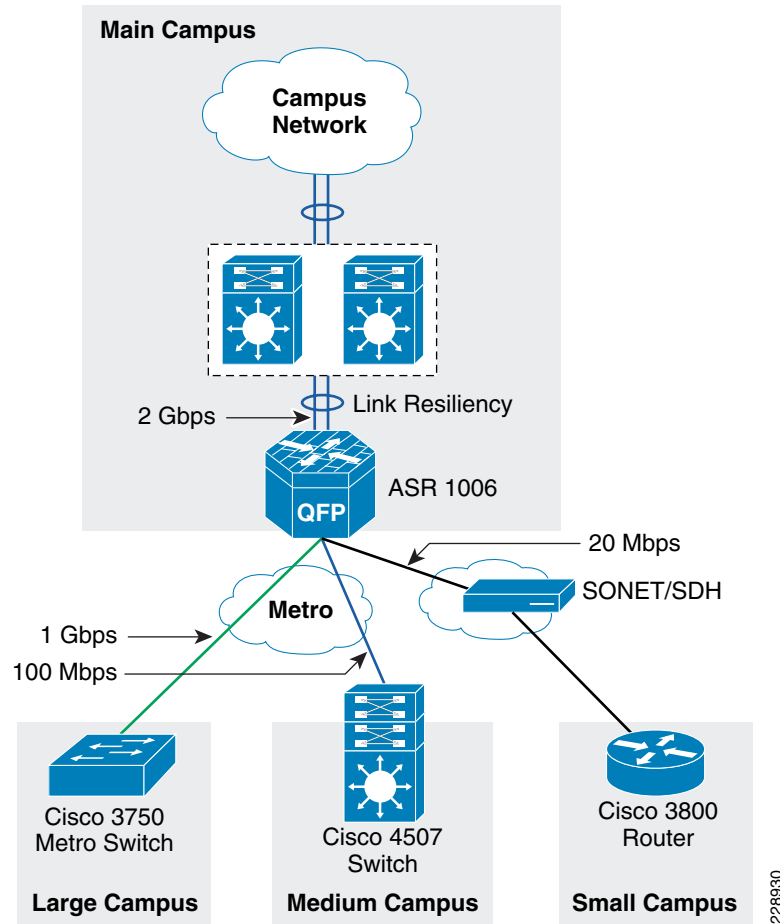 Main Campus
Campus
Network
2 Gbps
Link Resiliency
QFP
ASR 1006
20 Mbps
SONET/SDH
Metro
1 Gbps
100 Mbps
Cisco 3750
Metro Switch
Cisco 4507
Switch
Cisco 3800
Router
Large Campus
Medium Campus
Small Campus
228930